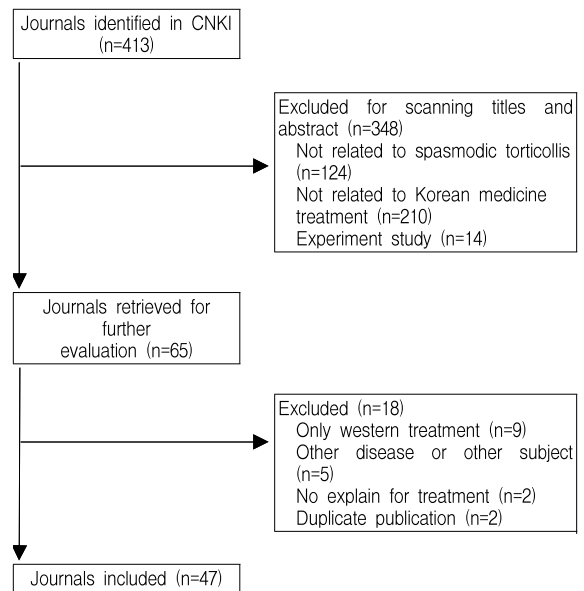 Journals identified in CNKI
(n=413)
Excluded for scanning titles and
abstract (n=348)
Not related to spasmodic torticollis
(n=124)
Not related to Korean medicine
treatment (n=210)
Experiment study (n=14)
Journals retrieved for
further
evaluation (n=65)
Excluded (n=18)
Only western treatment (n=9)
Other disease or other subject
(n=5)
No explain for treatment (n=2)
Duplicate publication (n=2)
Journals included (n=47)